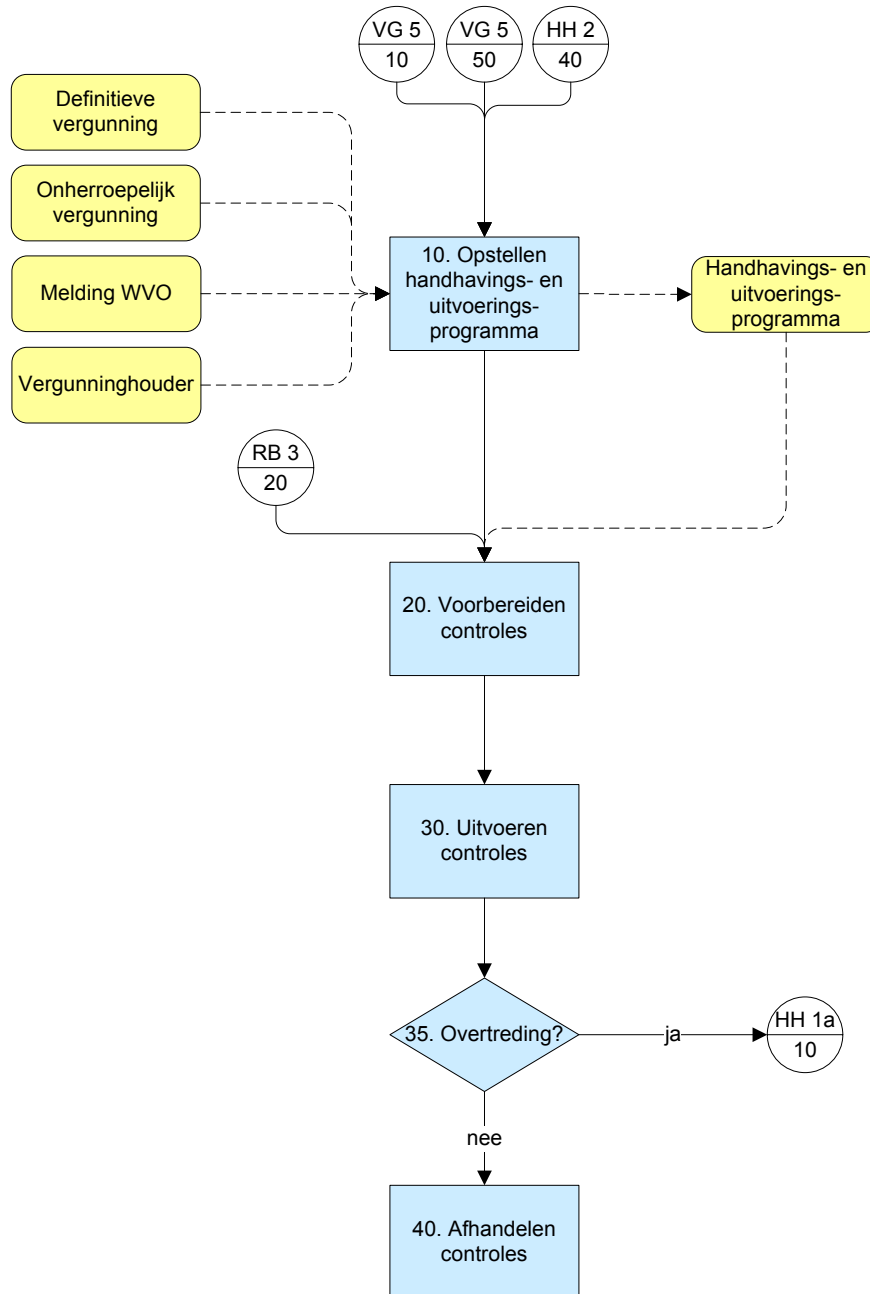 VG 5
10
VG 5
50
HH 2
40
Definitieve
vergunning
Onherroepelijk
vergunning
Melding WVO
Vergunninghouder
10. Opstellen
handhavings- en
uitvoerings-
programma
Handhavings- en
uitvoerings-
programma
RB 3
20
20. Voorbereiden
controles
30. Uitvoeren
controles
35. Overtreding?
ja
HH 1a
10
nee
40. Afhandelen
controles